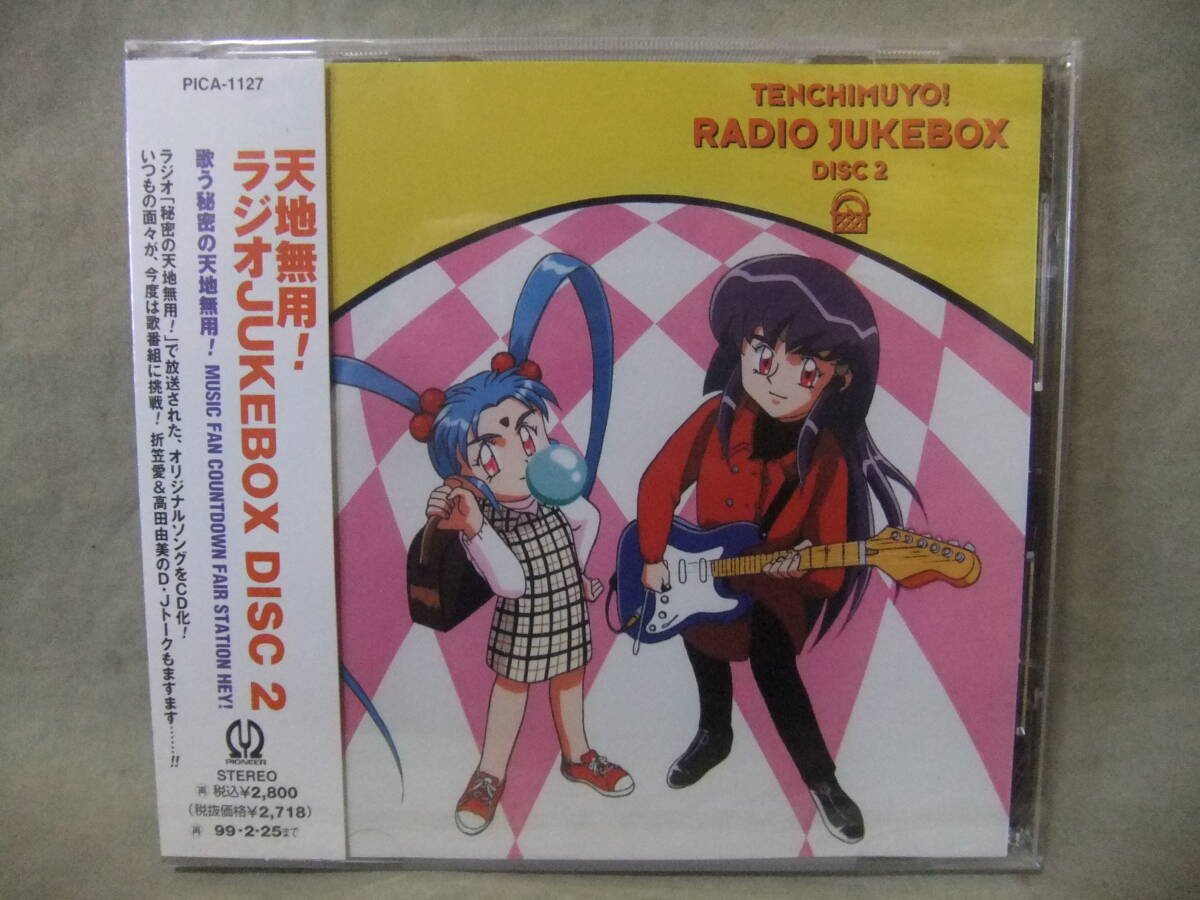 PICA-1127
天地無用!
ラジオJUKEBOX DISC 2
歌う秘密の天地無用! MUSIC FAN COUNTDOWN FAIR STATION HEY!
ラジオ「秘密の天地無用!」で放送された、オリジナルソングをCD化!
いつもの面々が、今度は歌番組に挑戦! 折笠愛&高田由美のD・Jトークもますます……!!
PIONEER
STEREO
再 税込¥2,800
(税抜価格¥2,718)
再 99・2・25まで
TENCHIMUYO!
RADIO JUKEBOX
DISC 2